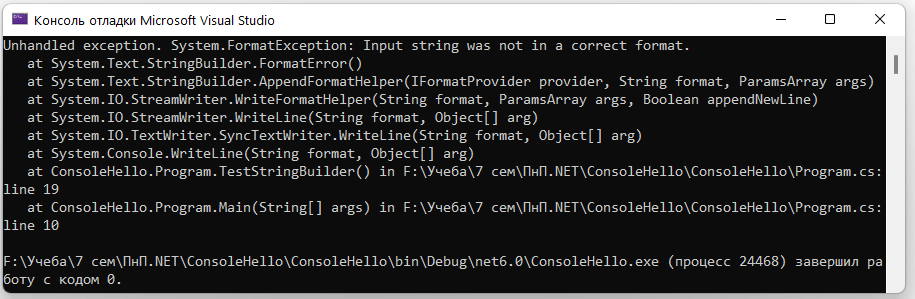 Консоль отладки Microsoft Visual Studio
Unhandled exception. System.FormatException: Input string was not in a correct format.
   at System.Text.StringBuilder.FormatError()
   at System.Text.StringBuilder.AppendFormatHelper(IFormatProvider provider, String format, ParamsArray args)
   at System.IO.StreamWriter.WriteFormatHelper(String format, ParamsArray args, Boolean appendNewLine)
   at System.IO.StreamWriter.WriteLine(String format, Object[] arg)
   at System.IO.TextWriter.SyncTextWriter.WriteLine(String format, Object[] arg)
   at System.Console.WriteLine(String format, Object[] arg)
   at ConsoleHello.Program.TestStringBuilder() in F:\Учеба\7 сем\ПнП.NET\ConsoleHello\ConsoleHello\Program.cs:
line 19
   at ConsoleHello.Program.Main(String[] args) in F:\Учеба\7 сем\ПнП.NET\ConsoleHello\ConsoleHello\Program.cs:
line 10
F:\Учеба\7 сем\ПнП.NET\ConsoleHello\ConsoleHello\bin\Debug\net6.0\ConsoleHello.exe (процесс 24468) завершил ра
боту с кодом 0.